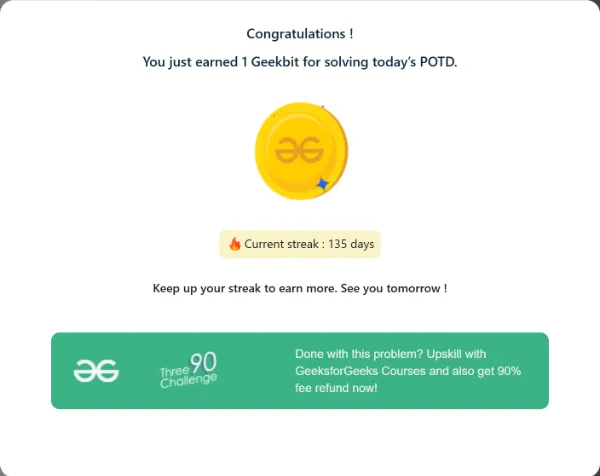 Congratulations !
You just earned 1 Geekbit for solving today's POTD.
Current streak : 135 days
Keep up your streak to earn more. See you tomorrow !
Three 90
Challenge
Done with this problem? Upskill with
GeeksforGeeks Courses and also get 90%
fee refund now!